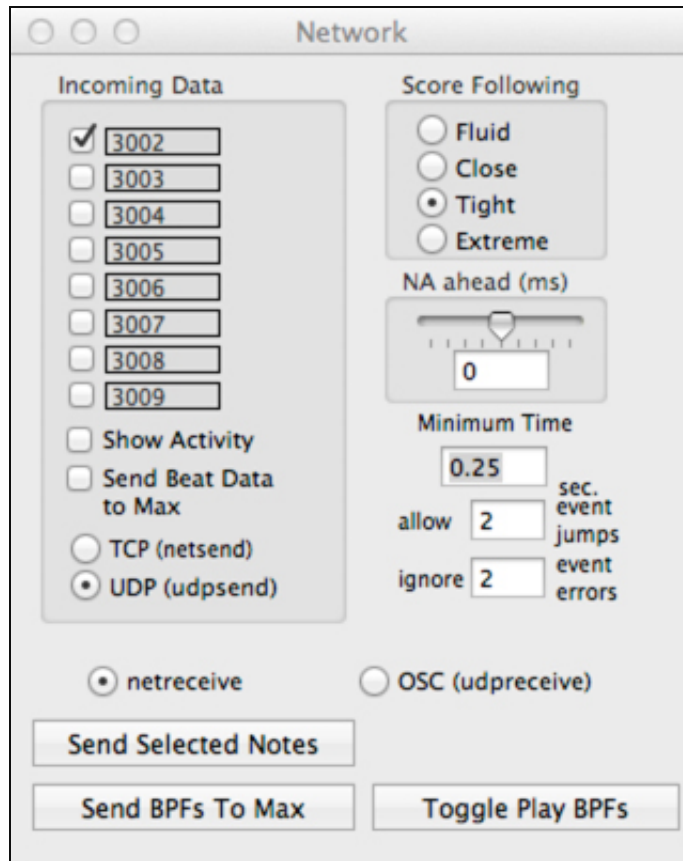 Network
Incoming Data
3002
3003
3004
3005
3006
3007
3008
3009
Show Activity
Send Beat Data
to Max
TCP (netsend)
UDP (udpsend)
Score Following
Fluid
Close
Tight
Extreme
NA ahead (ms)
0
Minimum Time
0.25
sec.
allow 2 event
jumps
ignore 2 event
errors
netreceive
OSC (udpreceive)
Send Selected Notes
Send BPFs To Max
Toggle Play BPFs